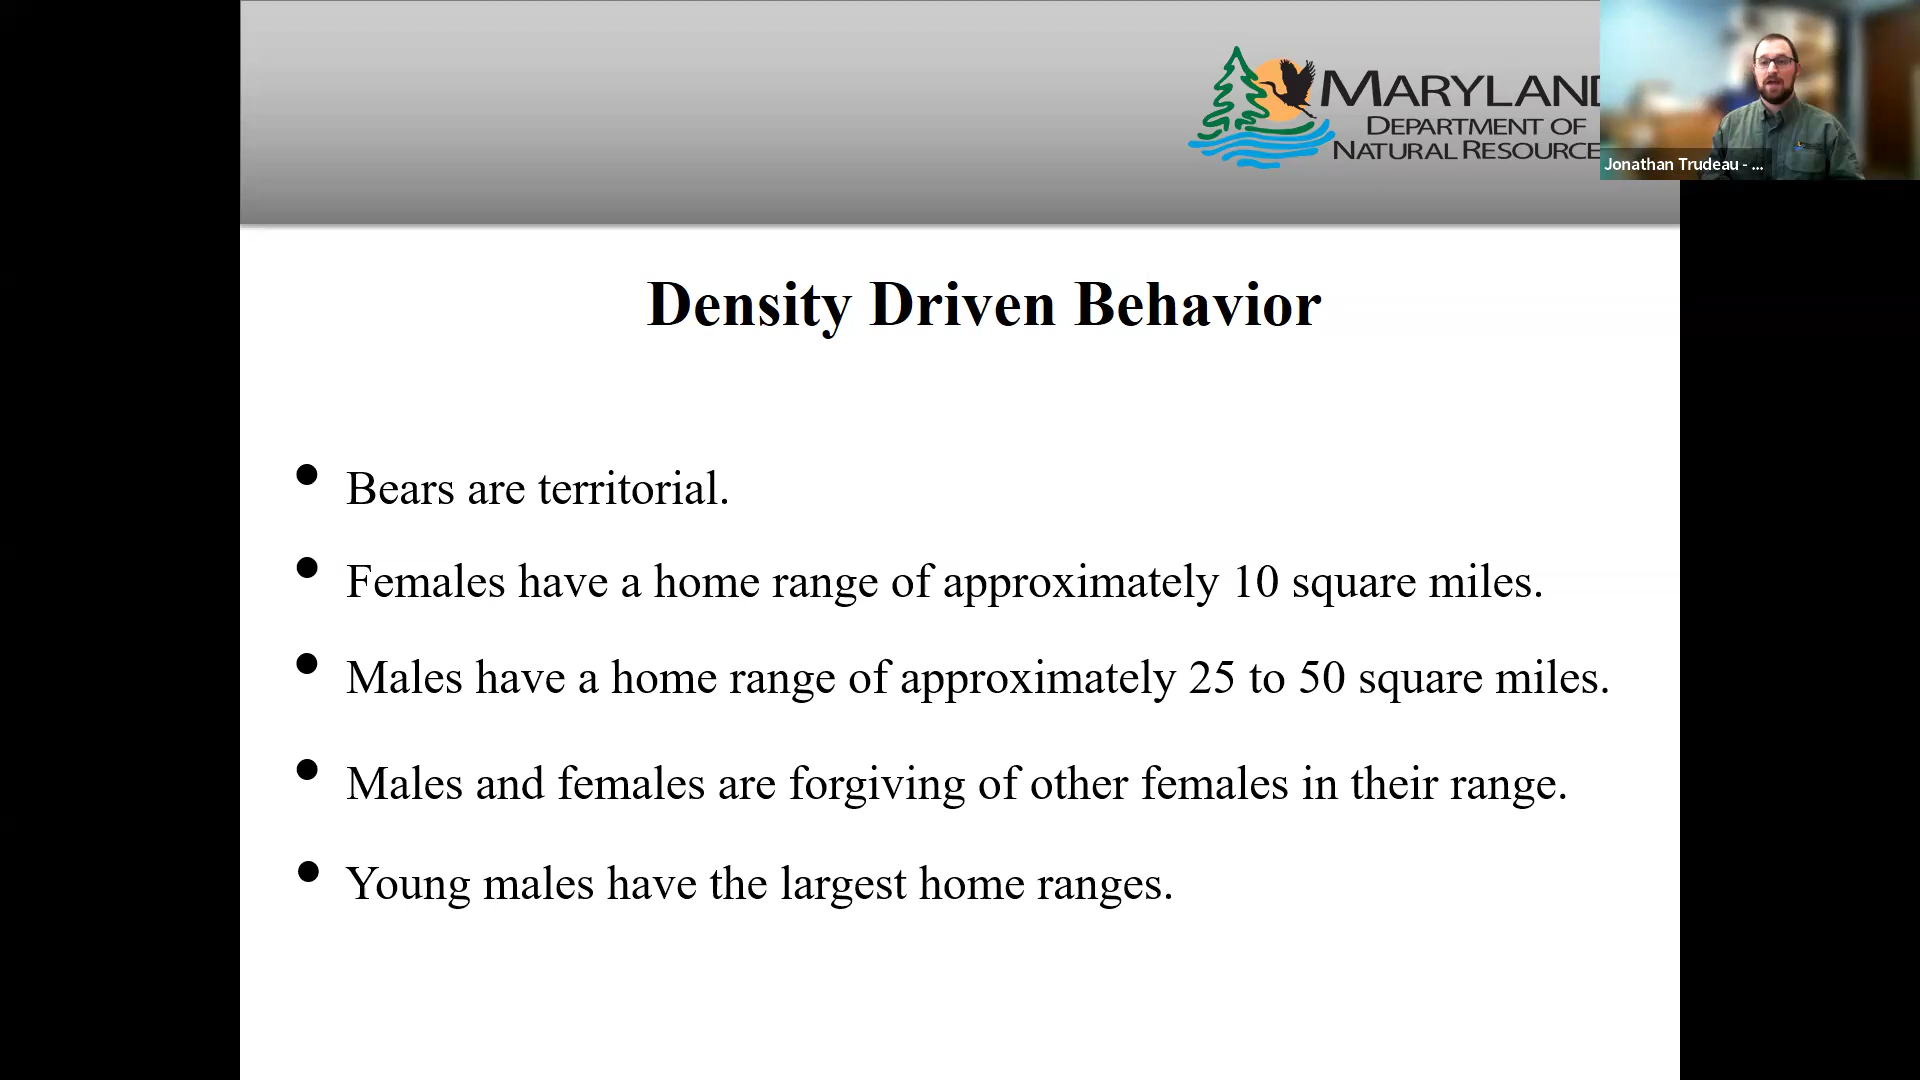 MARYLAND
DEPARTMENT OF
NATURAL RESOURCE
Jonathan Trudeau - ...
Density Driven Behavior
• Bears are territorial.
• Females have a home range of approximately 10 square miles.
• Males have a home range of approximately 25 to 50 square miles.
• Males and females are forgiving of other females in their range.
• Young males have the largest home ranges.